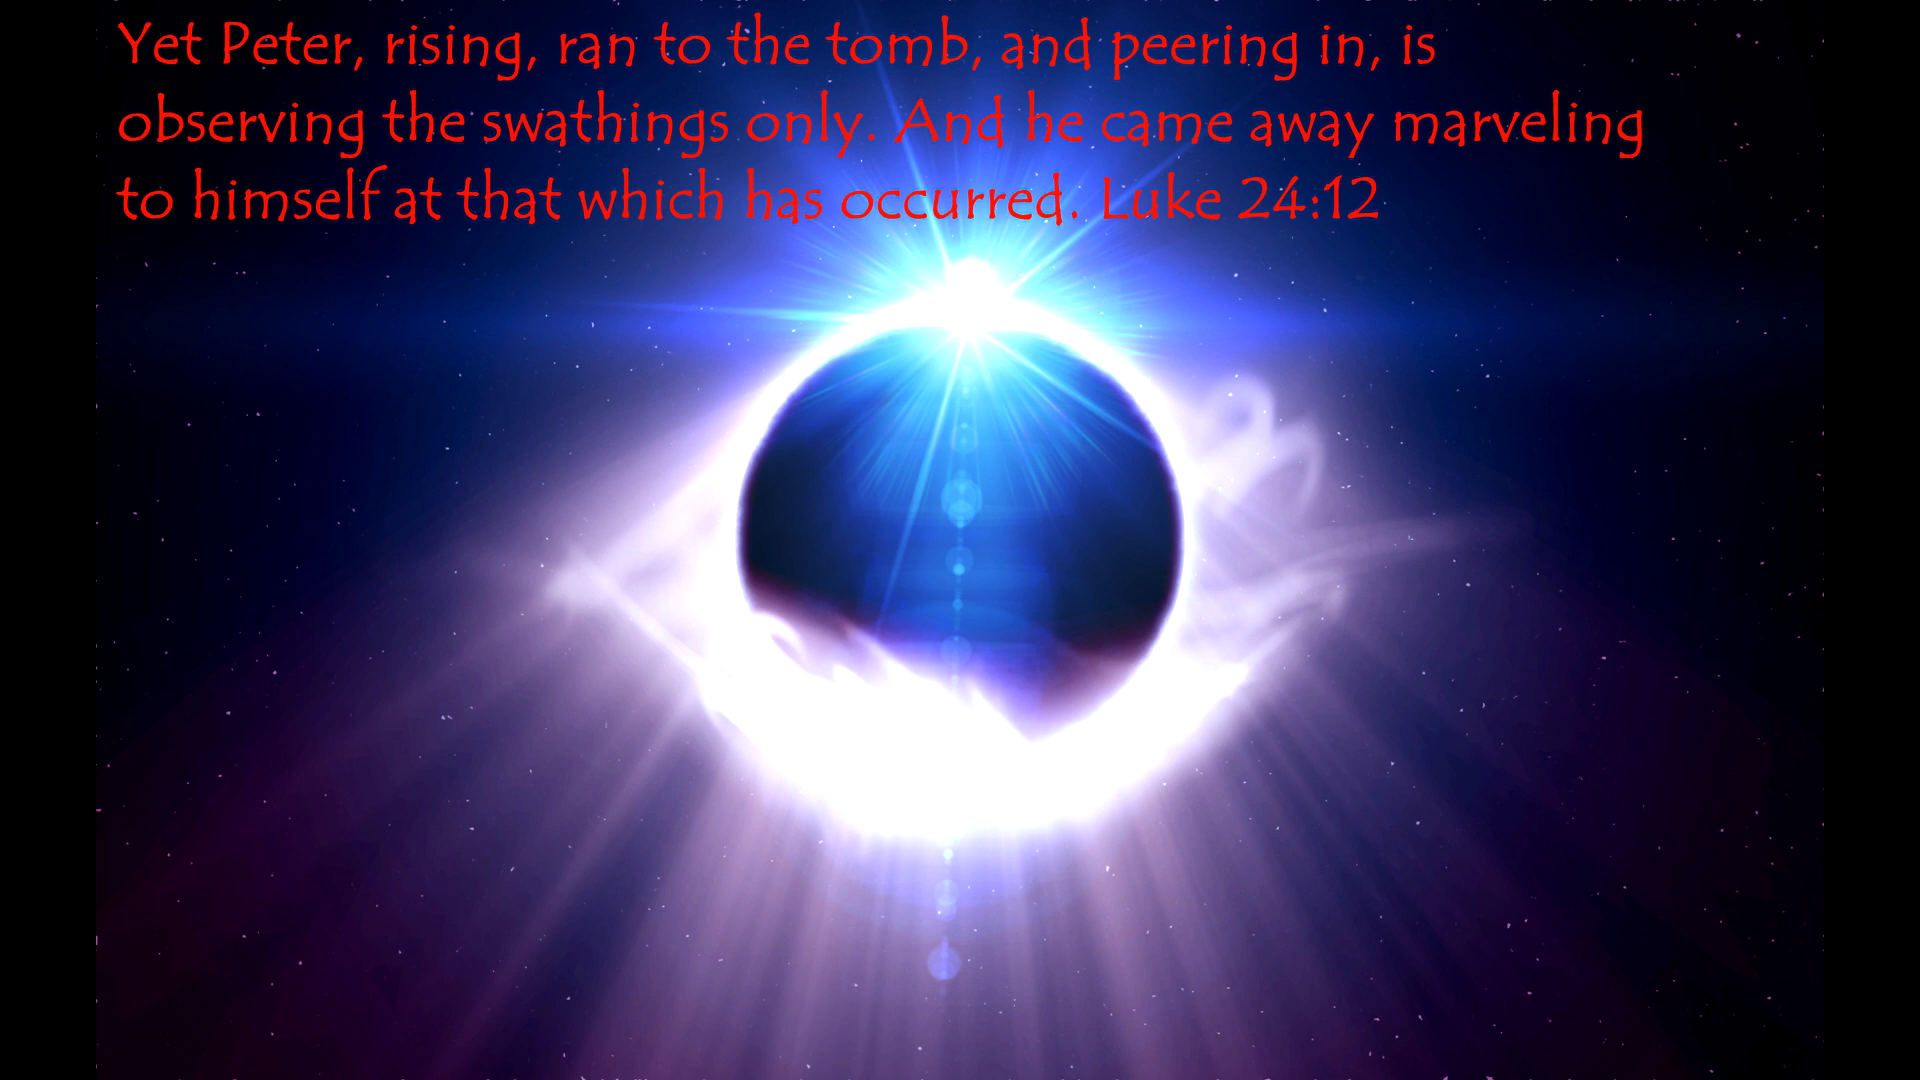 Yet Peter, rising, ran to the tomb, and peering in, is
observing the swathings only. And he came away marveling
to himself at that which has occurred. Luke 24:12